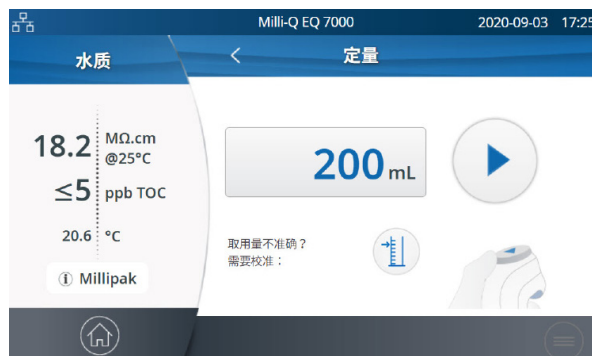 Milli-Q EQ 7000
2020-09-03 17:25
水质
定量
18.2 MΩ.cm
@25°C
≤5 ppb TOC
20.6 °C
Millipak
200 mL
取用量不准确？
需要校准：